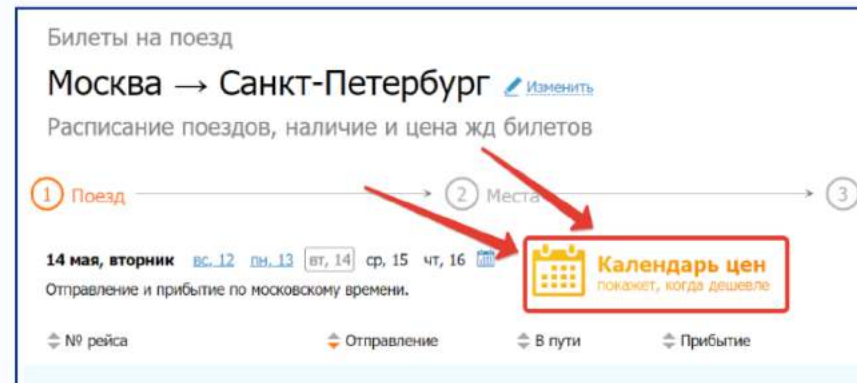 Билеты на поезд
Москва → Санкт-Петербург Изменить
Расписание поездов, наличие и цена жд билетов
1 Поезд 2 Места 3
14 мая, вторник вс, 12 пн, 13 вт, 14 ср, 15 чт, 16
Отправление и прибытие по московскому времени.
Календарь цен
покажет, когда дешевле
№ рейса Отправление В пути Прибытие